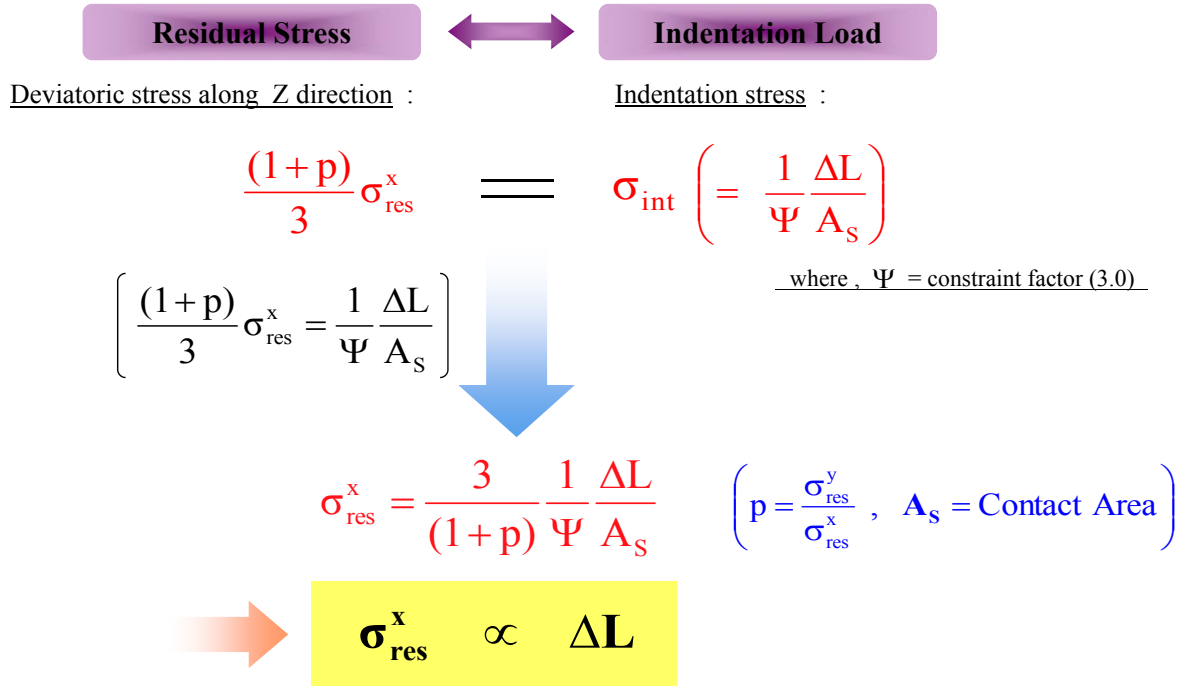 Residual Stress
Indentation Load
Deviatoric stress along Z direction :
Indentation stress :
(1 + p)/3 σ^x_res = σ_int ( = 1/Ψ ΔL/A_S )
where , Ψ = constraint factor (3.0)
( (1 + p)/3 σ^x_res = 1/Ψ ΔL/A_S )
σ^x_res = 3/(1 + p) 1/Ψ ΔL/A_S
( p = σ^y_res/σ^x_res , A_S = Contact Area )
σ^x_res ∝ ΔL